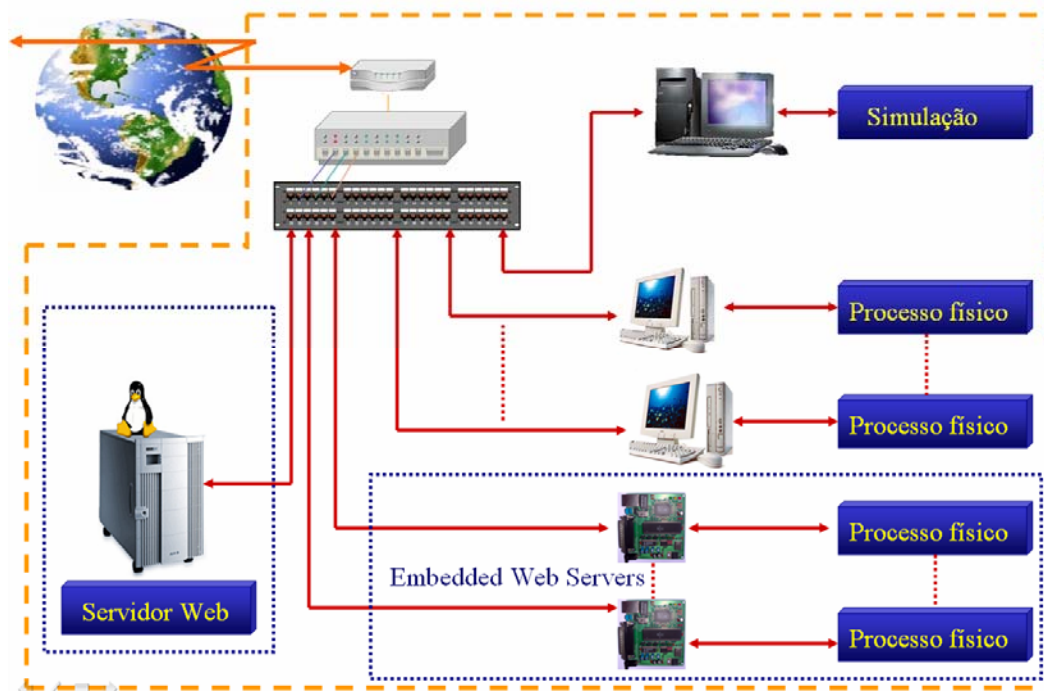 Simulação
Processo físico
Processo físico
Processo físico
Embedded Web Servers
Servidor Web
Processo físico